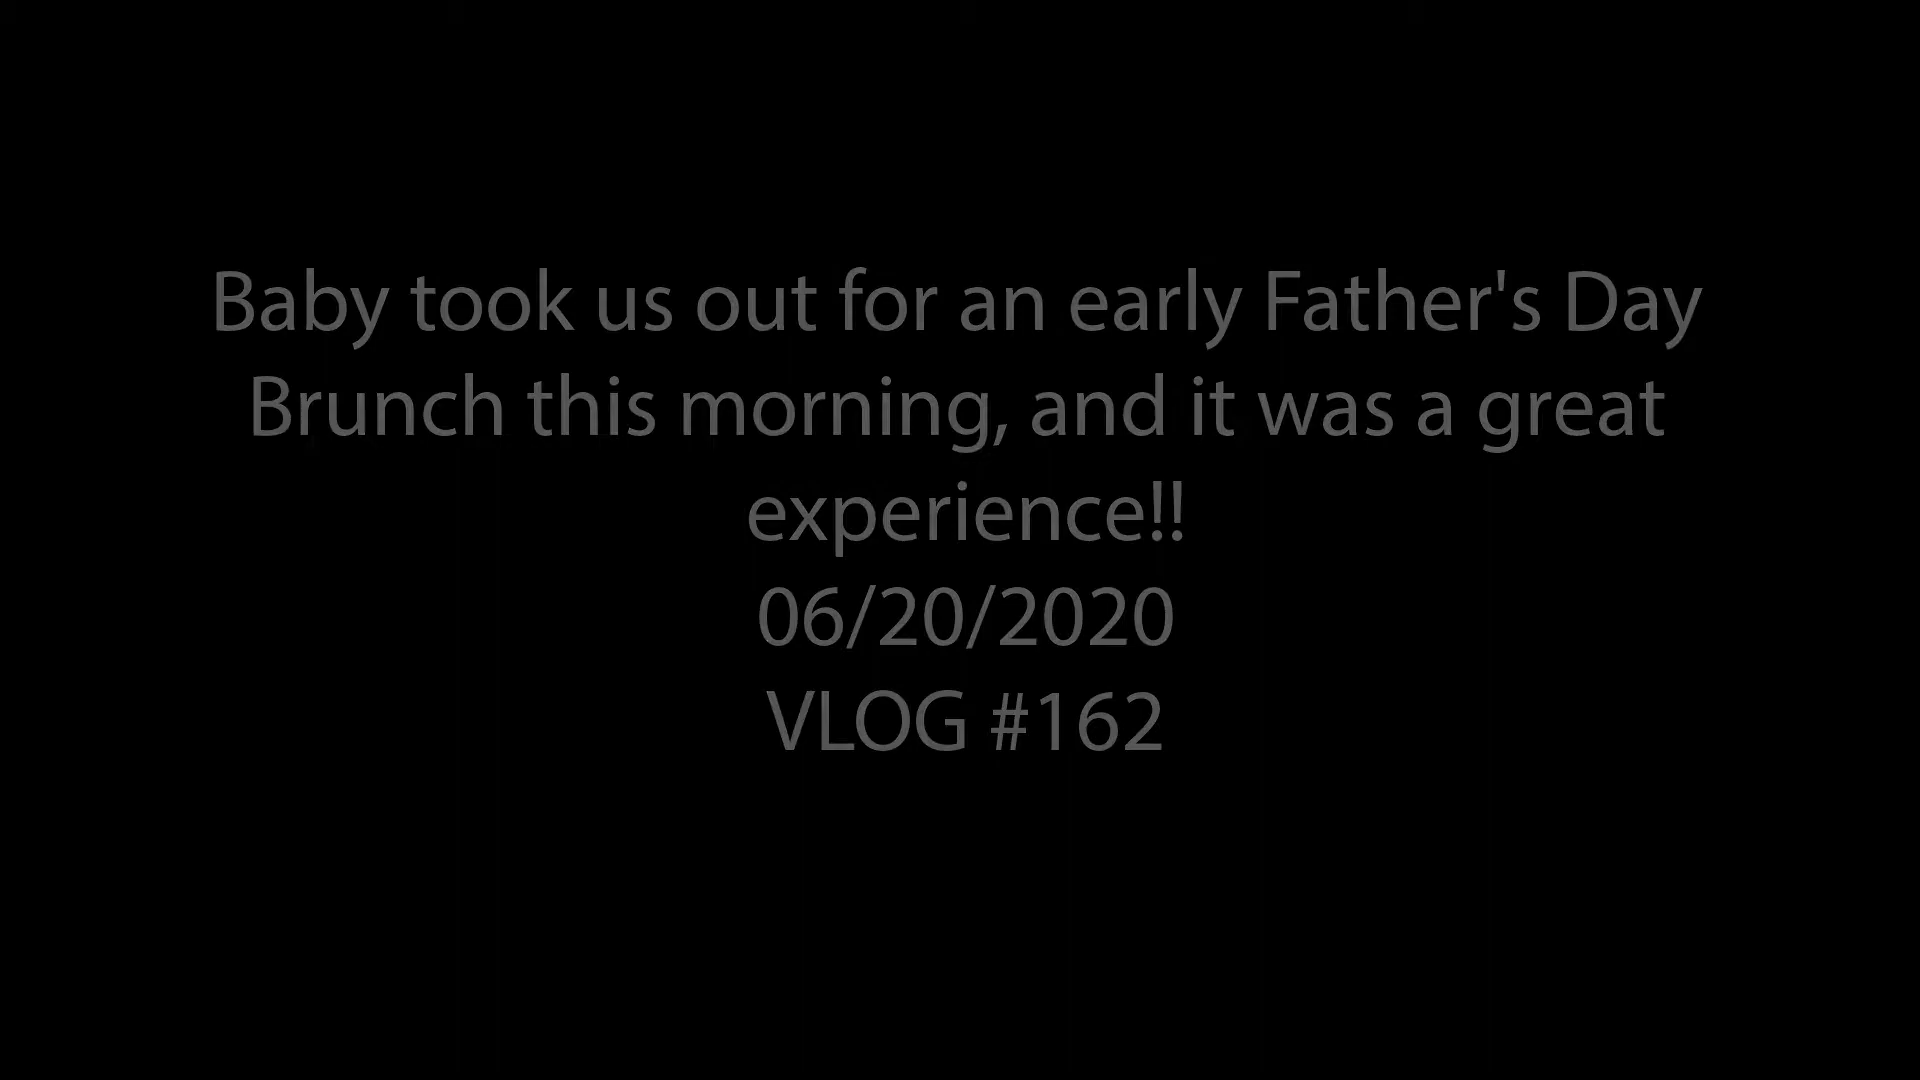 Baby took us out for an early Father's Day
Brunch this morning, and it was a great
experience!!
06/20/2020
VLOG #162